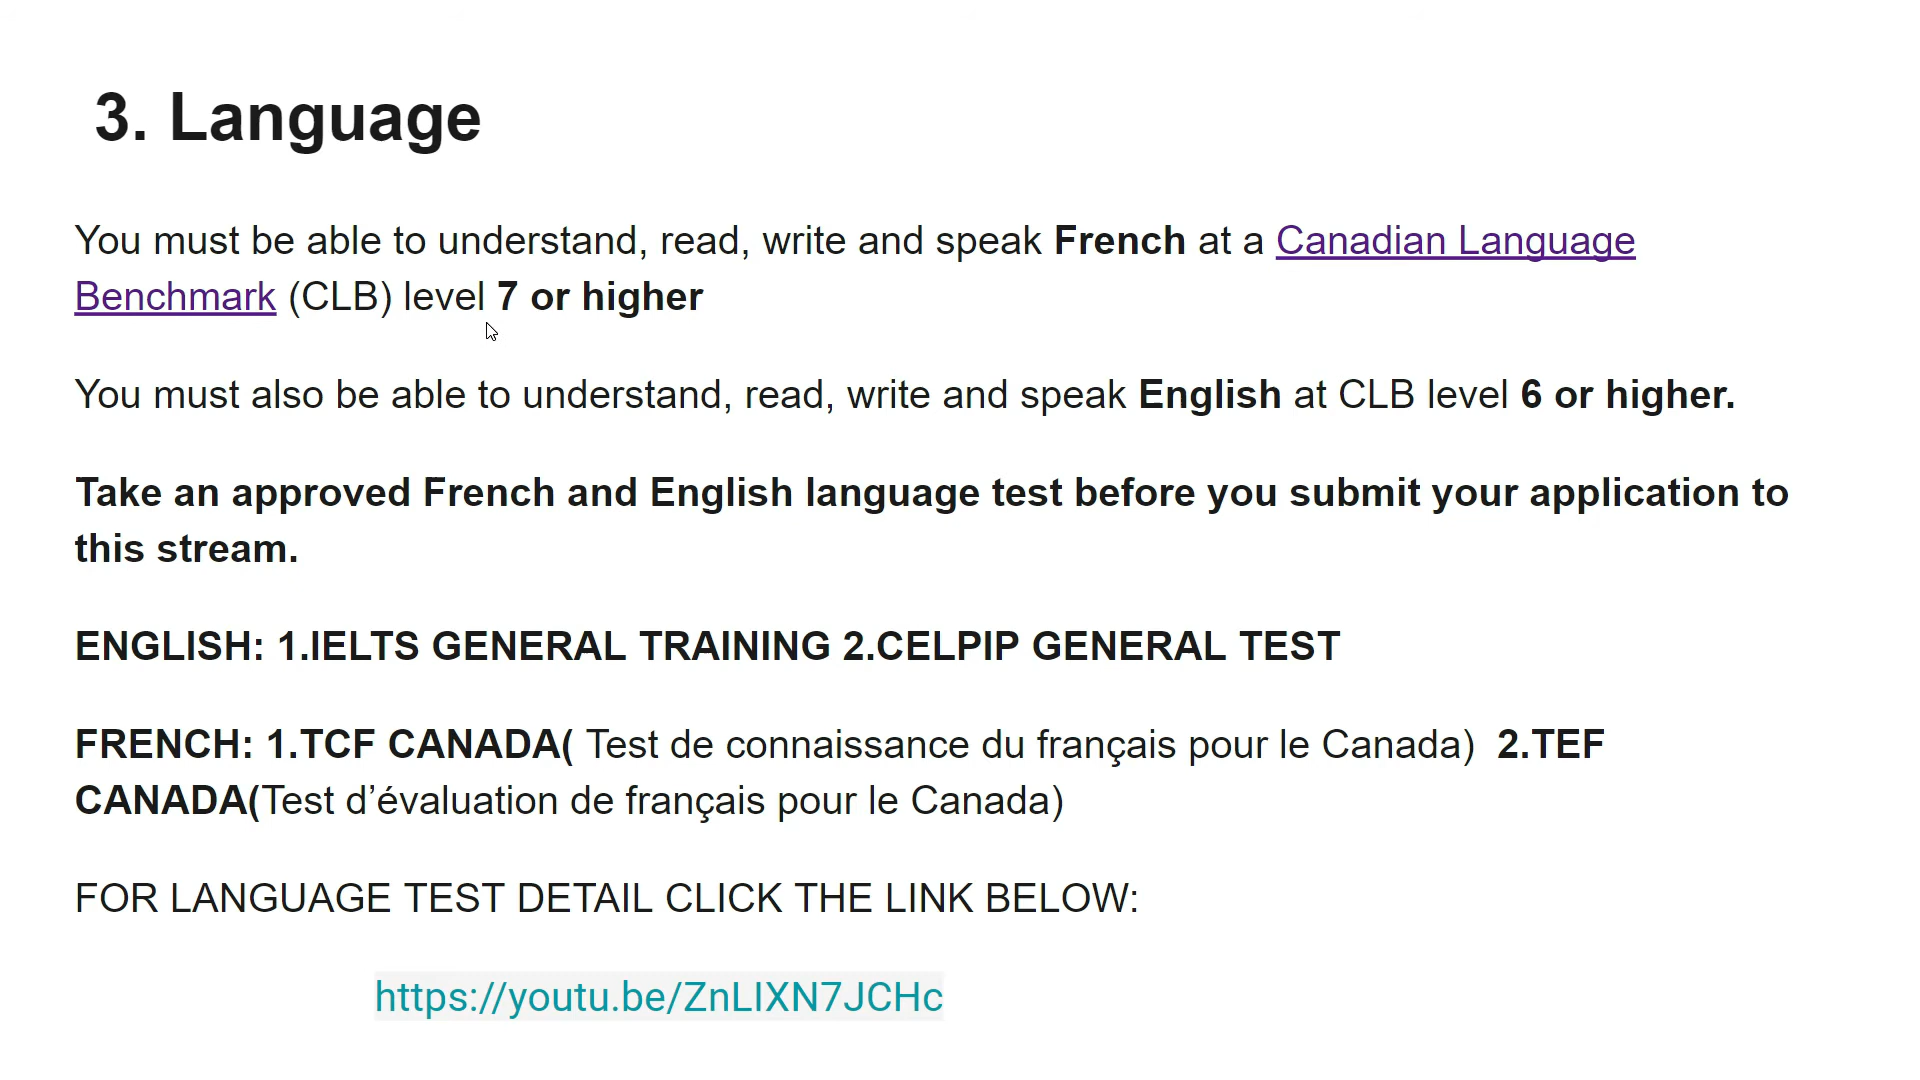 3. Language
You must be able to understand, read, write and speak French at a Canadian Language
Benchmark (CLB) level 7 or higher
You must also be able to understand, read, write and speak English at CLB level 6 or higher.
Take an approved French and English language test before you submit your application to
this stream.
ENGLISH: 1.IELTS GENERAL TRAINING 2.CELPIP GENERAL TEST
FRENCH: 1.TCF CANADA( Test de connaissance du français pour le Canada)  2.TEF
CANADA(Test d’évaluation de français pour le Canada)
FOR LANGUAGE TEST DETAIL CLICK THE LINK BELOW:
https://youtu.be/ZnLIXN7JCHc